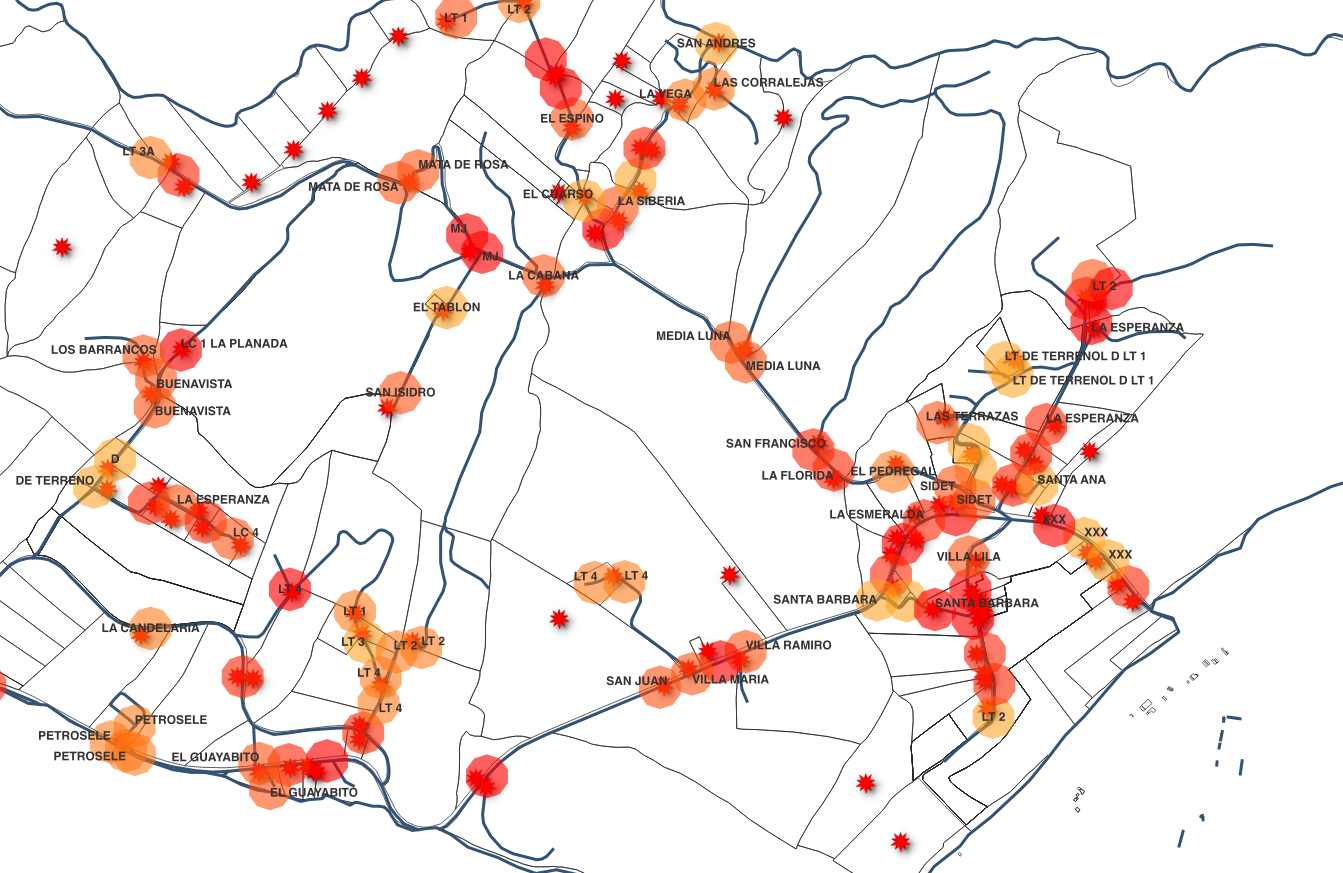 LT 1
LT 2
SAN ANDRES
LAS CORRALEJAS
LA VEGA
EL ESPINO
LT 3A
MATA DE ROSA
MATA DE ROSA
EL CUARSO
LA SIBERIA
MJ
MJ
LA CABANA
LT 2
EL TABLON
LA ESPERANZA
MEDIA LUNA
LC 1 LA PLANADA
LOS BARRANCOS
LT DE TERRENOL D LT 1
MEDIA LUNA
LT DE TERRENOL D LT 1
BUENAVISTA
SAN ISIDRO
BUENAVISTA
LAS TERRAZAS
LA ESPERANZA
SAN FRANCISCO
D
EL PEDREGAL
LA FLORIDA
DE TERRENO
SANTA ANA
SIDET
LA ESPERANZA
SIDET
LA ESMERALDA
XXX
LC 4
XXX
XXX
VILLA LILA
LT 4
LT 4
LT 4
SANTA BARBARA
SANTA BARBARA
LT 1
LA CANDELARIA
LT 3
LT 2
LT 2
VILLA RAMIRO
LT 4
SAN JUAN
VILLA MARIA
LT 4
LT 2
PETROSELE
PETROSELE
PETROSELE
EL GUAYABITO
EL GUAYABITO